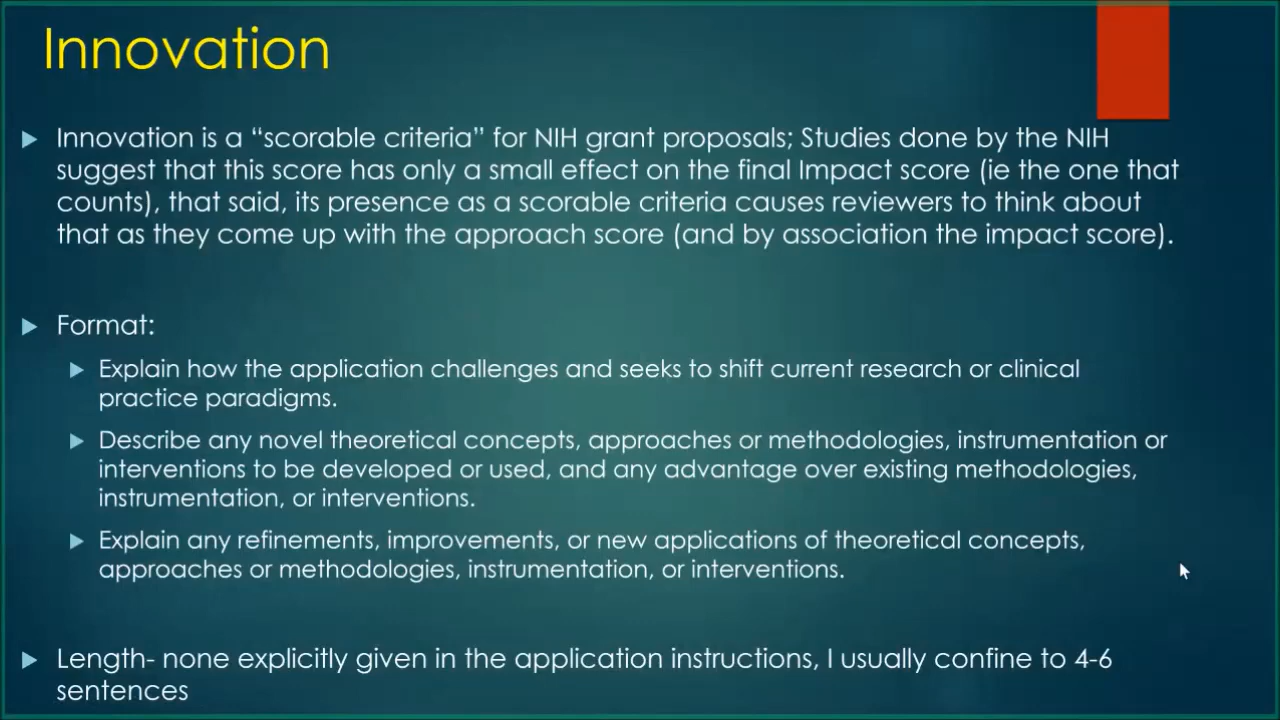 Innovation
Innovation is a “scorable criteria” for NIH grant proposals; Studies done by the NIH
suggest that this score has only a small effect on the final Impact score (ie the one that
counts), that said, its presence as a scorable criteria causes reviewers to think about
that as they come up with the approach score (and by association the impact score).
Format:
Explain how the application challenges and seeks to shift current research or clinical
practice paradigms.
Describe any novel theoretical concepts, approaches or methodologies, instrumentation or
interventions to be developed or used, and any advantage over existing methodologies,
instrumentation, or interventions.
Explain any refinements, improvements, or new applications of theoretical concepts,
approaches or methodologies, instrumentation, or interventions.
Length- none explicitly given in the application instructions, I usually confine to 4-6
sentences